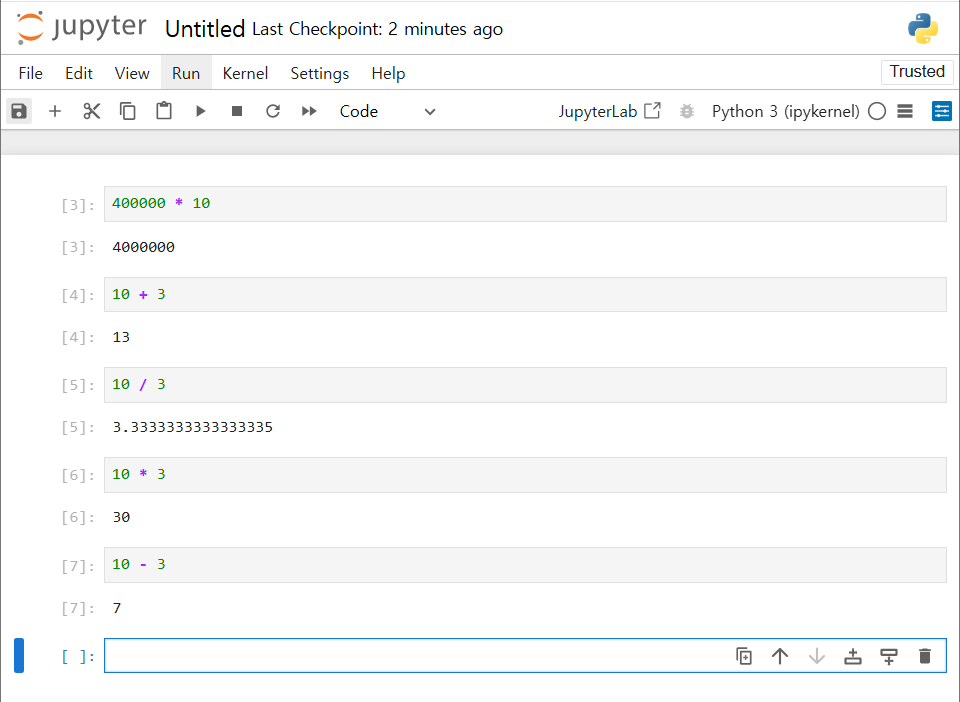 jupyter Untitled Last Checkpoint: 2 minutes ago
File Edit View Run Kernel Settings Help Trusted
Code JupyterLab Python 3 (ipykernel)
[3]: 400000 * 10
[3]: 4000000
[4]: 10 + 3
[4]: 13
[5]: 10 / 3
[5]: 3.3333333333333335
[6]: 10 * 3
[6]: 30
[7]: 10 - 3
[7]: 7
[ ]: